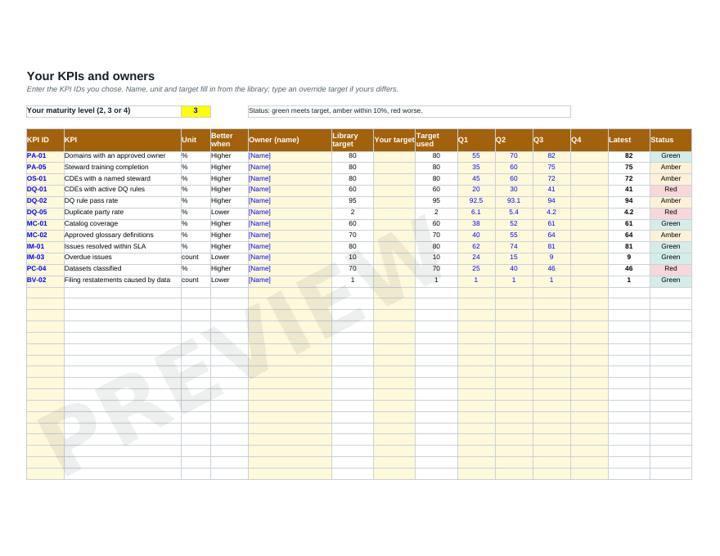 Your KPIs and owners
Enter the KPI IDs you chose. Name, unit and target fill in from the library; type an override target if yours differs.
Your maturity level (2, 3 or 4) 3 Status: green meets target, amber within 10%, red worse.
KPI ID KPI Unit Better when Owner (name) Library target Your target Target used Q1 Q2 Q3 Q4 Latest Status
PA-01 Domains with an approved owner % Higher [Name] 80 80 55 70 82 82 Green
PA-05 Steward training completion % Higher [Name] 80 80 35 60 75 75 Amber
OS-01 CDEs with a named steward % Higher [Name] 80 80 45 60 72 72 Amber
DQ-01 CDEs with active DQ rules % Higher [Name] 60 60 20 30 41 41 Red
DQ-02 DQ rule pass rate % Higher [Name] 95 95 92.5 93.1 94 94 Amber
DQ-05 Duplicate party rate % Lower [Name] 2 2 6.1 5.4 4.2 4.2 Red
MC-01 Catalog coverage % Higher [Name] 60 60 38 52 61 61 Green
MC-02 Approved glossary definitions % Higher [Name] 70 70 40 55 64 64 Amber
IM-01 Issues resolved within SLA % Higher [Name] 80 80 62 74 81 81 Green
IM-03 Overdue issues count Lower [Name] 10 10 24 15 9 9 Green
PC-04 Datasets classified % Higher [Name] 70 70 25 40 46 46 Red
BV-02 Filing restatements caused by data count Lower [Name] 1 1 1 1 1 1 Green
PREVIEW